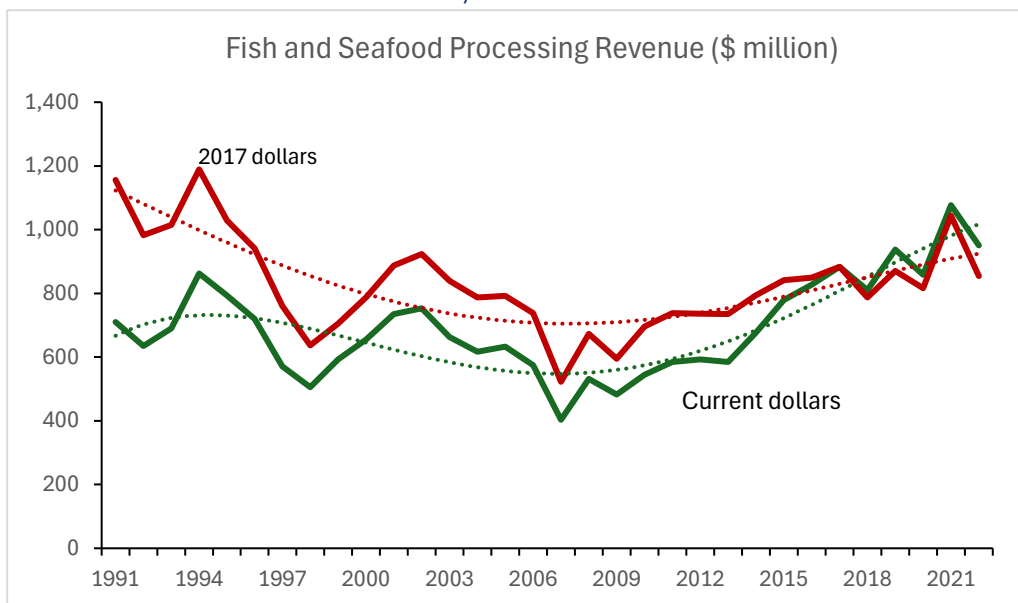 Fish and Seafood Processing Revenue ($ million)
1,400
1,200
2017 dollars
1,000
800
600
Current dollars
400
200
0
1991 1994 1997 2000 2003 2006 2009 2012 2015 2018 2021